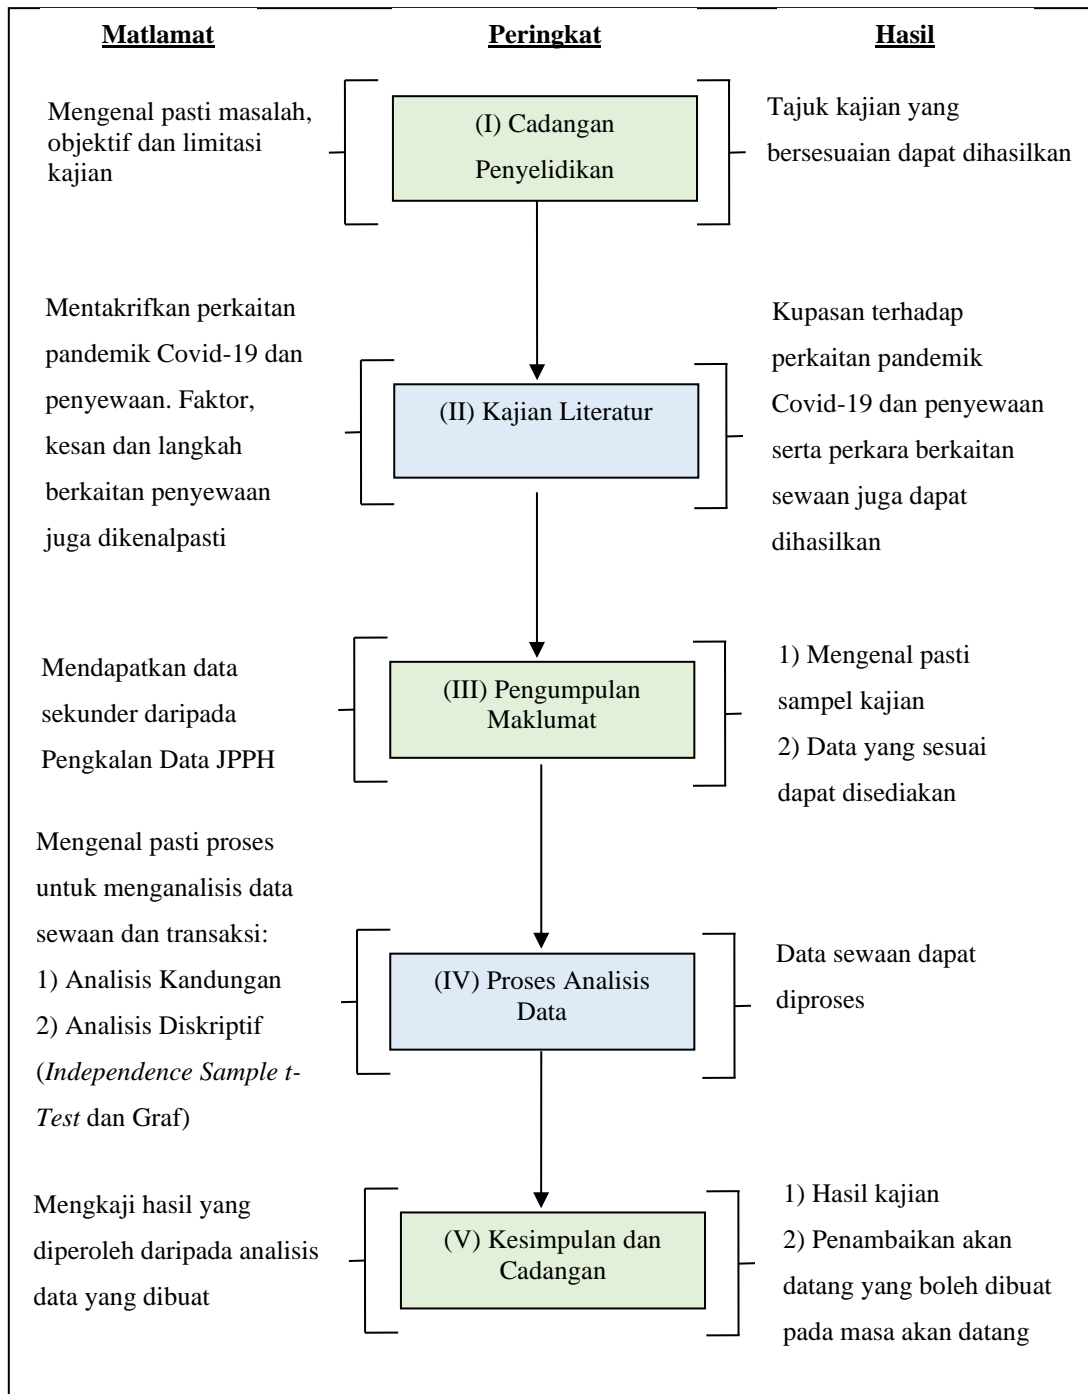 Matlamat
Peringkat
Hasil
Mengenal pasti masalah,
objektif dan limitasi
kajian
(I) Cadangan
Penyelidikan
Tajuk kajian yang
bersesuaian dapat dihasilkan
Mentakrifkan perkaitan
pandemik Covid-19 dan
penyewaan. Faktor,
kesan dan langkah
berkaitan penyewaan
juga dikenalpasti
(II) Kajian Literatur
Kupasan terhadap
perkaitan pandemik
Covid-19 dan penyewaan
serta perkara berkaitan
sewaan juga dapat
dihasilkan
Mendapatkan data
sekunder daripada
Pengkalan Data JPPH
(III) Pengumpulan
Maklumat
1) Mengenal pasti
sampel kajian
2) Data yang sesuai
dapat disediakan
Mengenal pasti proses
untuk menganalisis data
sewaan dan transaksi:
1) Analisis Kandungan
2) Analisis Diskriptif
(Independence Sample t-
Test dan Graf)
(IV) Proses Analisis
Data
Data sewaan dapat
diproses
Mengkaji hasil yang
diperoleh daripada analisis
data yang dibuat
(V) Kesimpulan dan
Cadangan
1) Hasil kajian
2) Penambaikan akan
datang yang boleh dibuat
pada masa akan datang